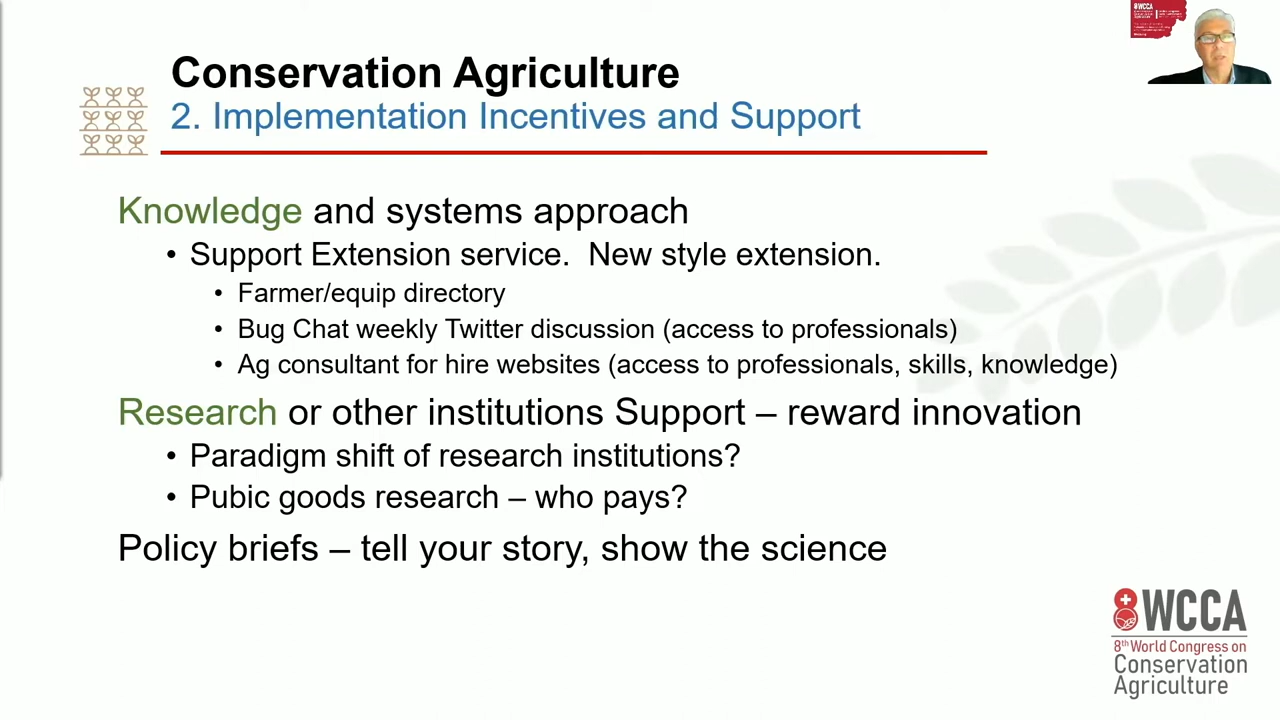 8WCCA
Conservation Agriculture
2. Implementation Incentives and Support
Knowledge and systems approach
• Support Extension service.  New style extension.
• Farmer/equip directory
• Bug Chat weekly Twitter discussion (access to professionals)
• Ag consultant for hire websites (access to professionals, skills, knowledge)
Research or other institutions Support – reward innovation
• Paradigm shift of research institutions?
• Pubic goods research – who pays?
Policy briefs – tell your story, show the science
8WCCA
8th World Congress on
Conservation
Agriculture